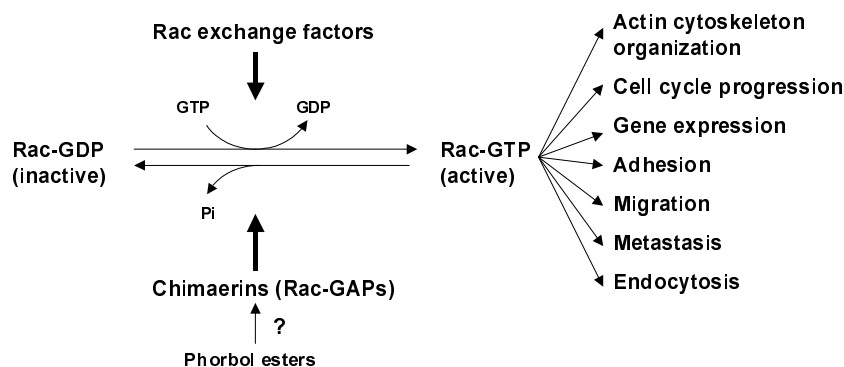 Rac exchange factors
GTP
GDP
Rac-GDP
(inactive)
Rac-GTP
(active)
Pi
Chimaerins (Rac-GAPs)
?
Phorbol esters
Actin cytoskeleton
organization
Cell cycle progression
Gene expression
Adhesion
Migration
Metastasis
Endocytosis